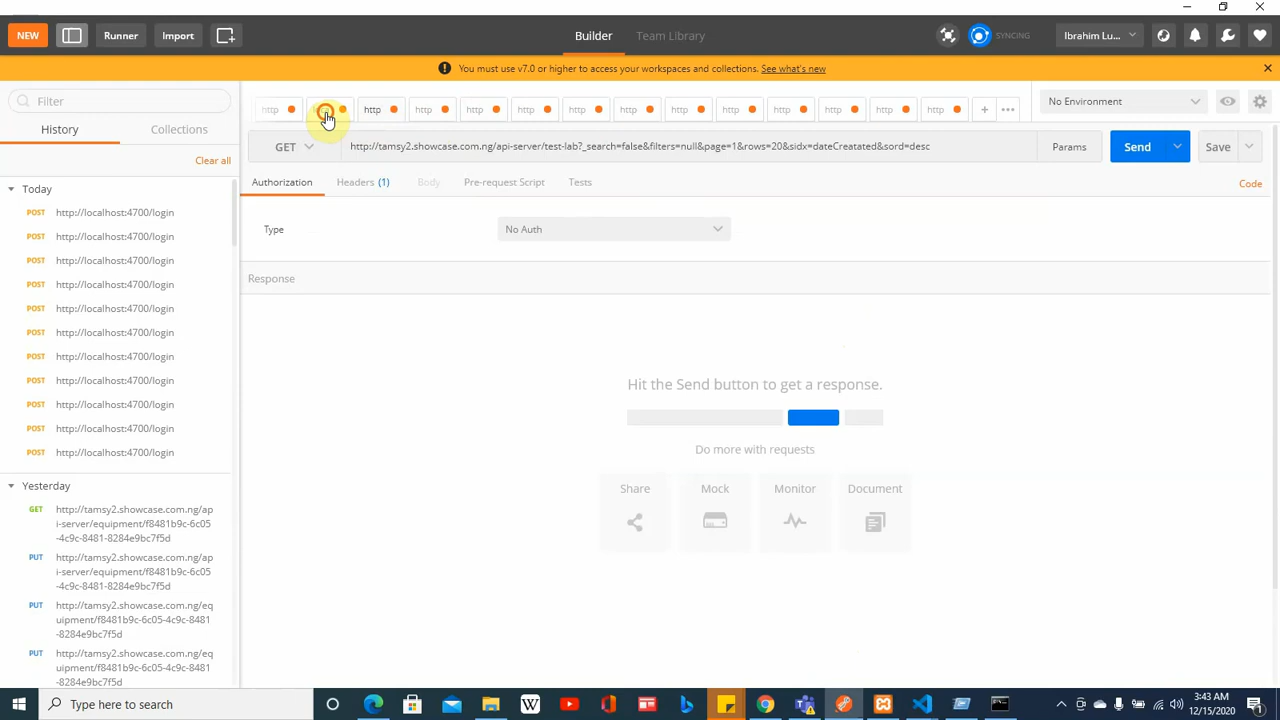 NEW
Runner
Import
Builder
Team Library
SYNCING
Ibrahim Lu...
You must use v7.0 or higher to access your workspaces and collections. See what's new
Filter
History
Collections
Clear all
Today
POST http://localhost:4700/login
POST http://localhost:4700/login
POST http://localhost:4700/login
POST http://localhost:4700/login
POST http://localhost:4700/login
POST http://localhost:4700/login
POST http://localhost:4700/login
POST http://localhost:4700/login
POST http://localhost:4700/login
POST http://localhost:4700/login
POST http://localhost:4700/login
Yesterday
GET http://tamsy2.showcase.com.ng/ap
i-server/equipment/f8481b9c-6c05
-4c9c-8481-8284e9bc7f5d
PUT http://tamsy2.showcase.com.ng/ap
i-server/equipment/f8481b9c-6c05
-4c9c-8481-8284e9bc7f5d
PUT http://tamsy2.showcase.com.ng/eq
uipment/f8481b9c-6c05-4c9c-8481
-8284e9bc7f5d
PUT http://tamsy2.showcase.com.ng/eq
uipment/f8481b9c-6c05-4c9c-8481
http http http http http http http http http http http http http
No Environment
GET http://tamsy2.showcase.com.ng/api-server/test-lab?_search=false&filters=null&page=1&rows=20&sidx=dateCreatated&sord=desc
Params
Send
Save
Authorization
Headers (1)
Body
Pre-request Script
Tests
Code
Type
No Auth
Response
Hit the Send button to get a response.
Do more with requests
Share
Mock
Monitor
Document
Type here to search
W
3:43 AM
12/15/2020